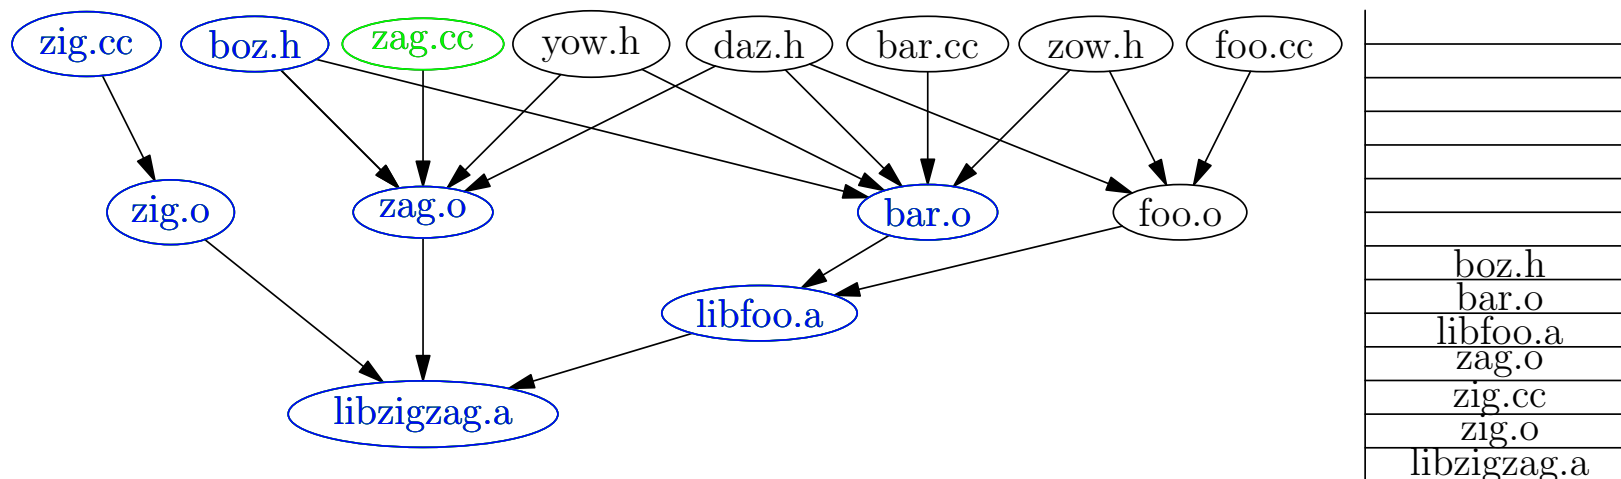 zig.cc boz.h zag.cc yow.h daz.h bar.cc zow.h foo.cc
zig.o zag.o bar.o foo.o
libfoo.a
libzigzag.a
boz.h
bar.o
libfoo.a
zag.o
zig.cc
zig.o
libzigzag.a